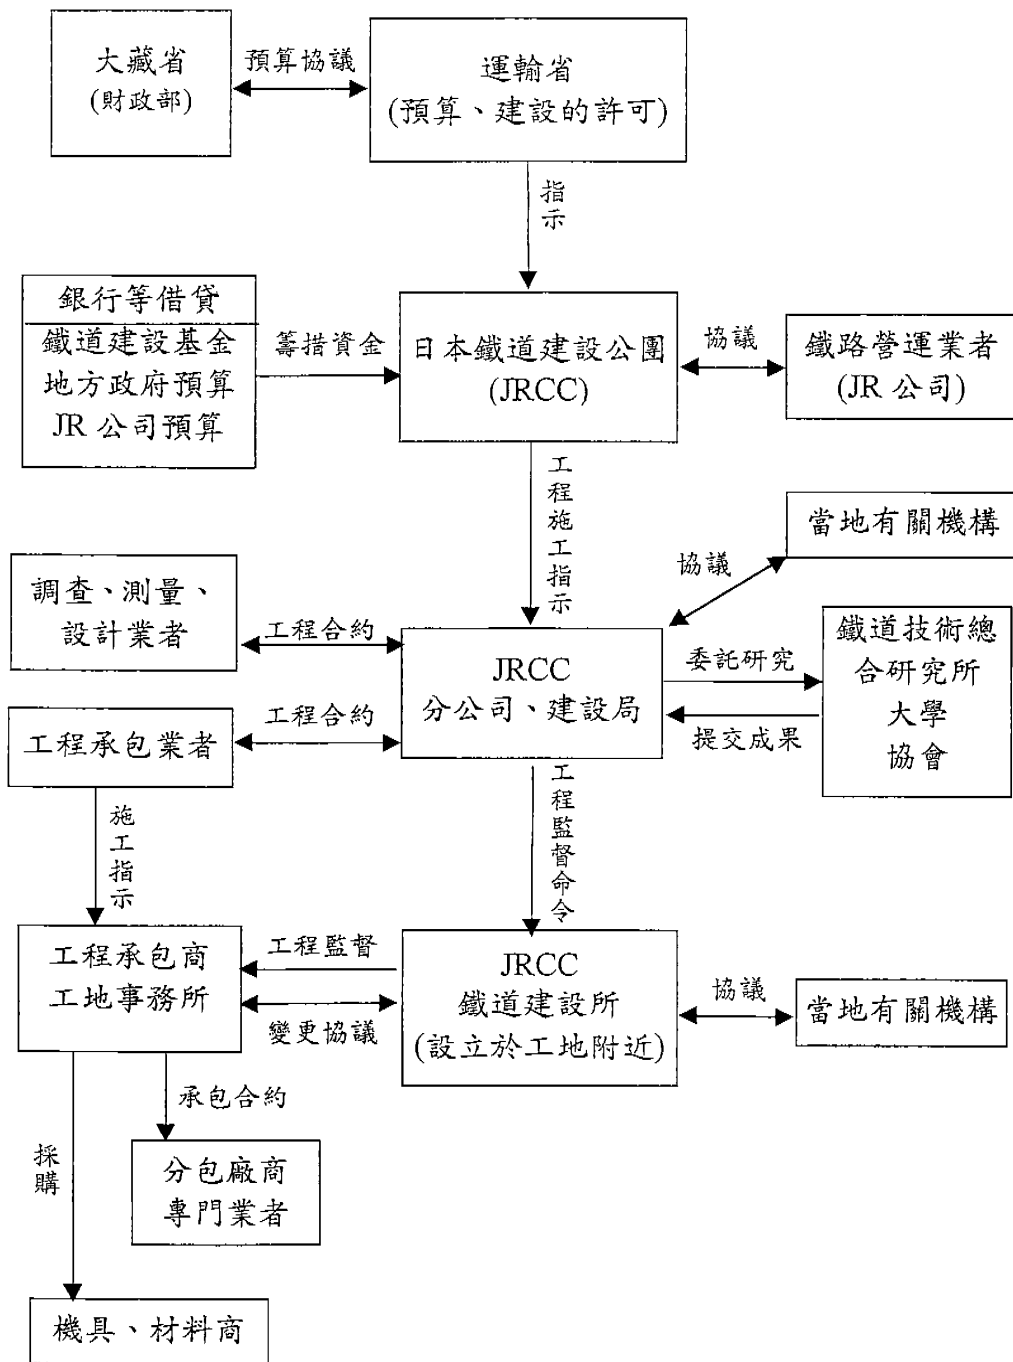 大藏省
(財政部)
預算協議
運輸省
(預算、建設的許可)
指示
銀行等借貸
鐵道建設基金
地方政府預算
JR 公司預算
籌措資金
日本鐵道建設公團
(JRCC)
協議
鐵路營運業者
(JR 公司)
工程施工指示
當地有關機構
協議
調查、測量、
設計業者
工程合約
JRCC
分公司、建設局
委託研究
提交成果
鐵道技術總
合研究所
大學
協會
工程承包業者
工程合約
施工指示
工程監督命令
工程承包商
工地事務所
工程監督
變更協議
JRCC
鐵道建設所
(設立於工地附近)
協議
當地有關機構
承包合約
採購
分包廠商
專門業者
機具、材料商